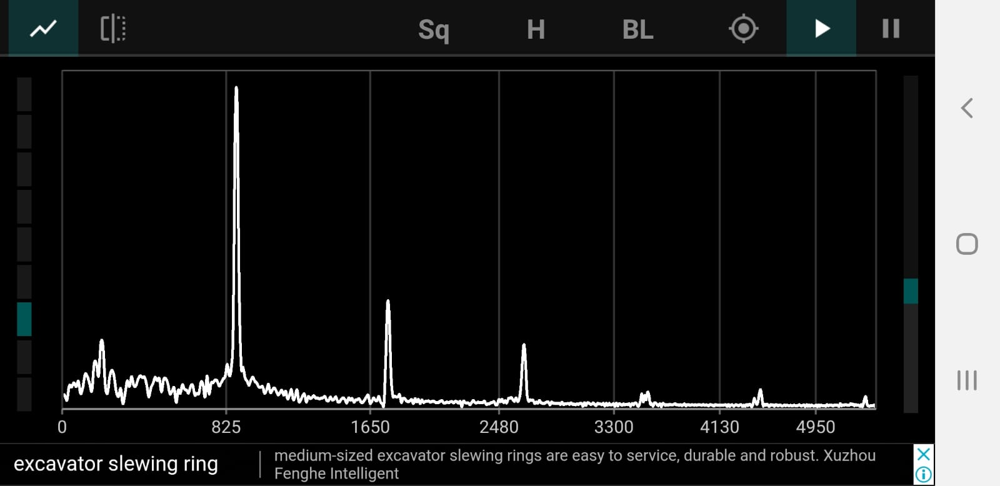 Sq H BL
0 825 1650 2480 3300 4130 4950
excavator slewing ring
medium-sized excavator slewing rings are easy to service, durable and robust. Xuzhou
Fenghe Intelligent